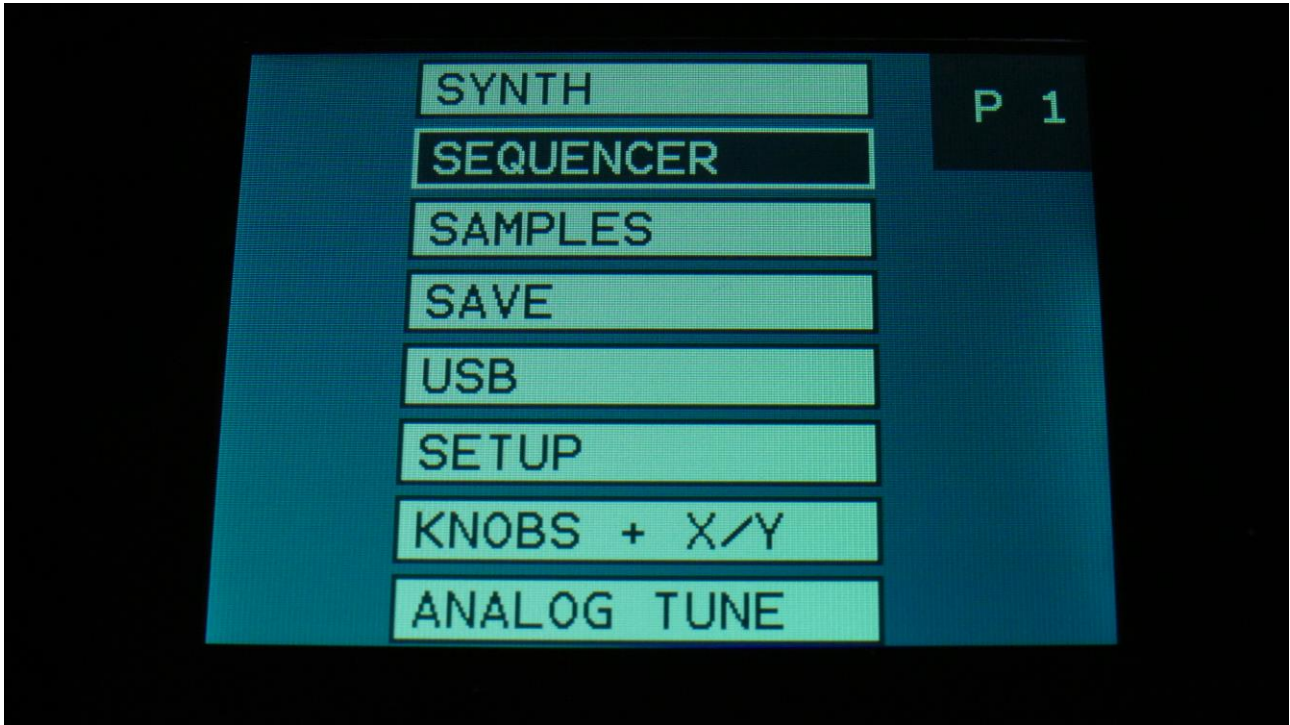 SYNTH
P 1
SEQUENCER
SAMPLES
SAVE
USB
SETUP
KNOBS + X/Y
ANALOG TUNE